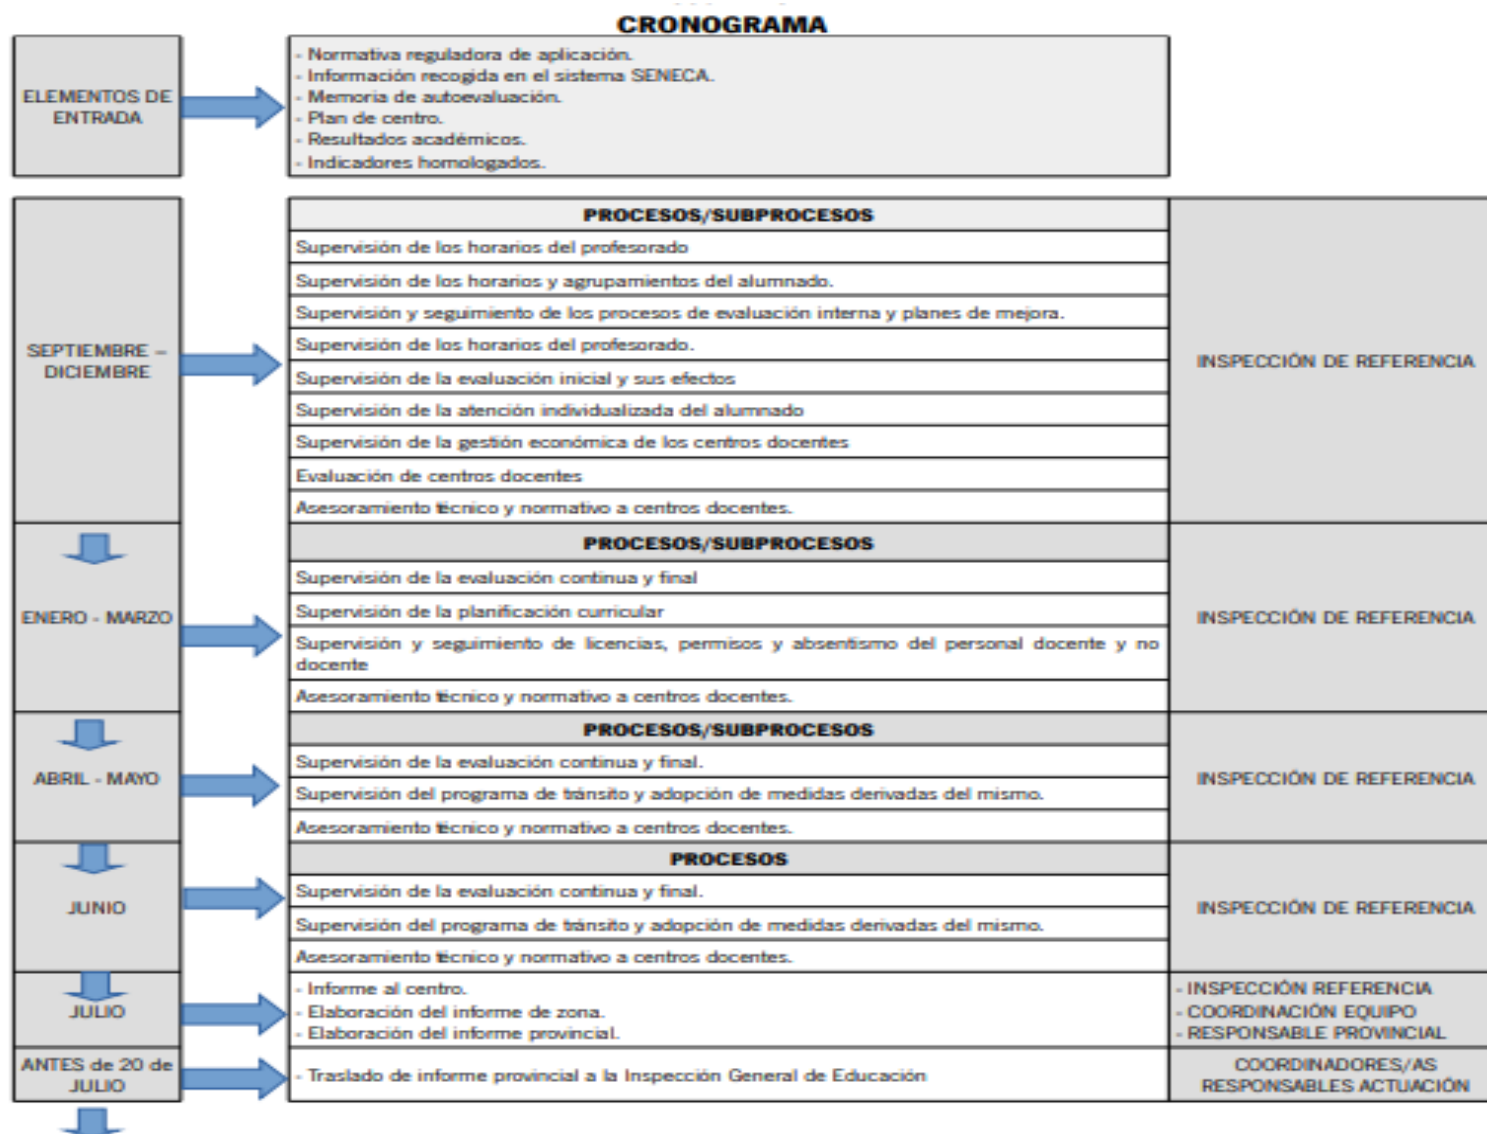 CRONOGRAMA
ELEMENTOS DE
ENTRADA
- Normativa reguladora de aplicación.
- Información recogida en el sistema SENECA.
- Memoria de autoevaluación.
- Plan de centro.
- Resultados académicos.
- Indicadores homologados.
SEPTIEMBRE –
DICIEMBRE
PROCESOS/SUBPROCESOS
Supervisión de los horarios del profesorado
Supervisión de los horarios y agrupamientos del alumnado.
Supervisión y seguimiento de los procesos de evaluación interna y planes de mejora.
Supervisión de los horarios del profesorado.
Supervisión de la evaluación inicial y sus efectos
Supervisión de la atención individualizada del alumnado
Supervisión de la gestión económica de los centros docentes
Evaluación de centros docentes
Asesoramiento técnico y normativo a centros docentes.
INSPECCIÓN DE REFERENCIA
ENERO - MARZO
PROCESOS/SUBPROCESOS
Supervisión de la evaluación continua y final
Supervisión de la planificación curricular
Supervisión y seguimiento de licencias, permisos y absentismo del personal docente y no
docente
Asesoramiento técnico y normativo a centros docentes.
INSPECCIÓN DE REFERENCIA
ABRIL - MAYO
PROCESOS/SUBPROCESOS
Supervisión de la evaluación continua y final.
Supervisión del programa de tránsito y adopción de medidas derivadas del mismo.
Asesoramiento técnico y normativo a centros docentes.
INSPECCIÓN DE REFERENCIA
JUNIO
PROCESOS
Supervisión de la evaluación continua y final.
Supervisión del programa de tránsito y adopción de medidas derivadas del mismo.
Asesoramiento técnico y normativo a centros docentes.
INSPECCIÓN DE REFERENCIA
JULIO
- Informe al centro.
- Elaboración del informe de zona.
- Elaboración del informe provincial.
- INSPECCIÓN REFERENCIA
- COORDINACIÓN EQUIPO
- RESPONSABLE PROVINCIAL
ANTES de 20 de
JULIO
- Traslado de informe provincial a la Inspección General de Educación
COORDINADORES/AS
RESPONSABLES ACTUACIÓN